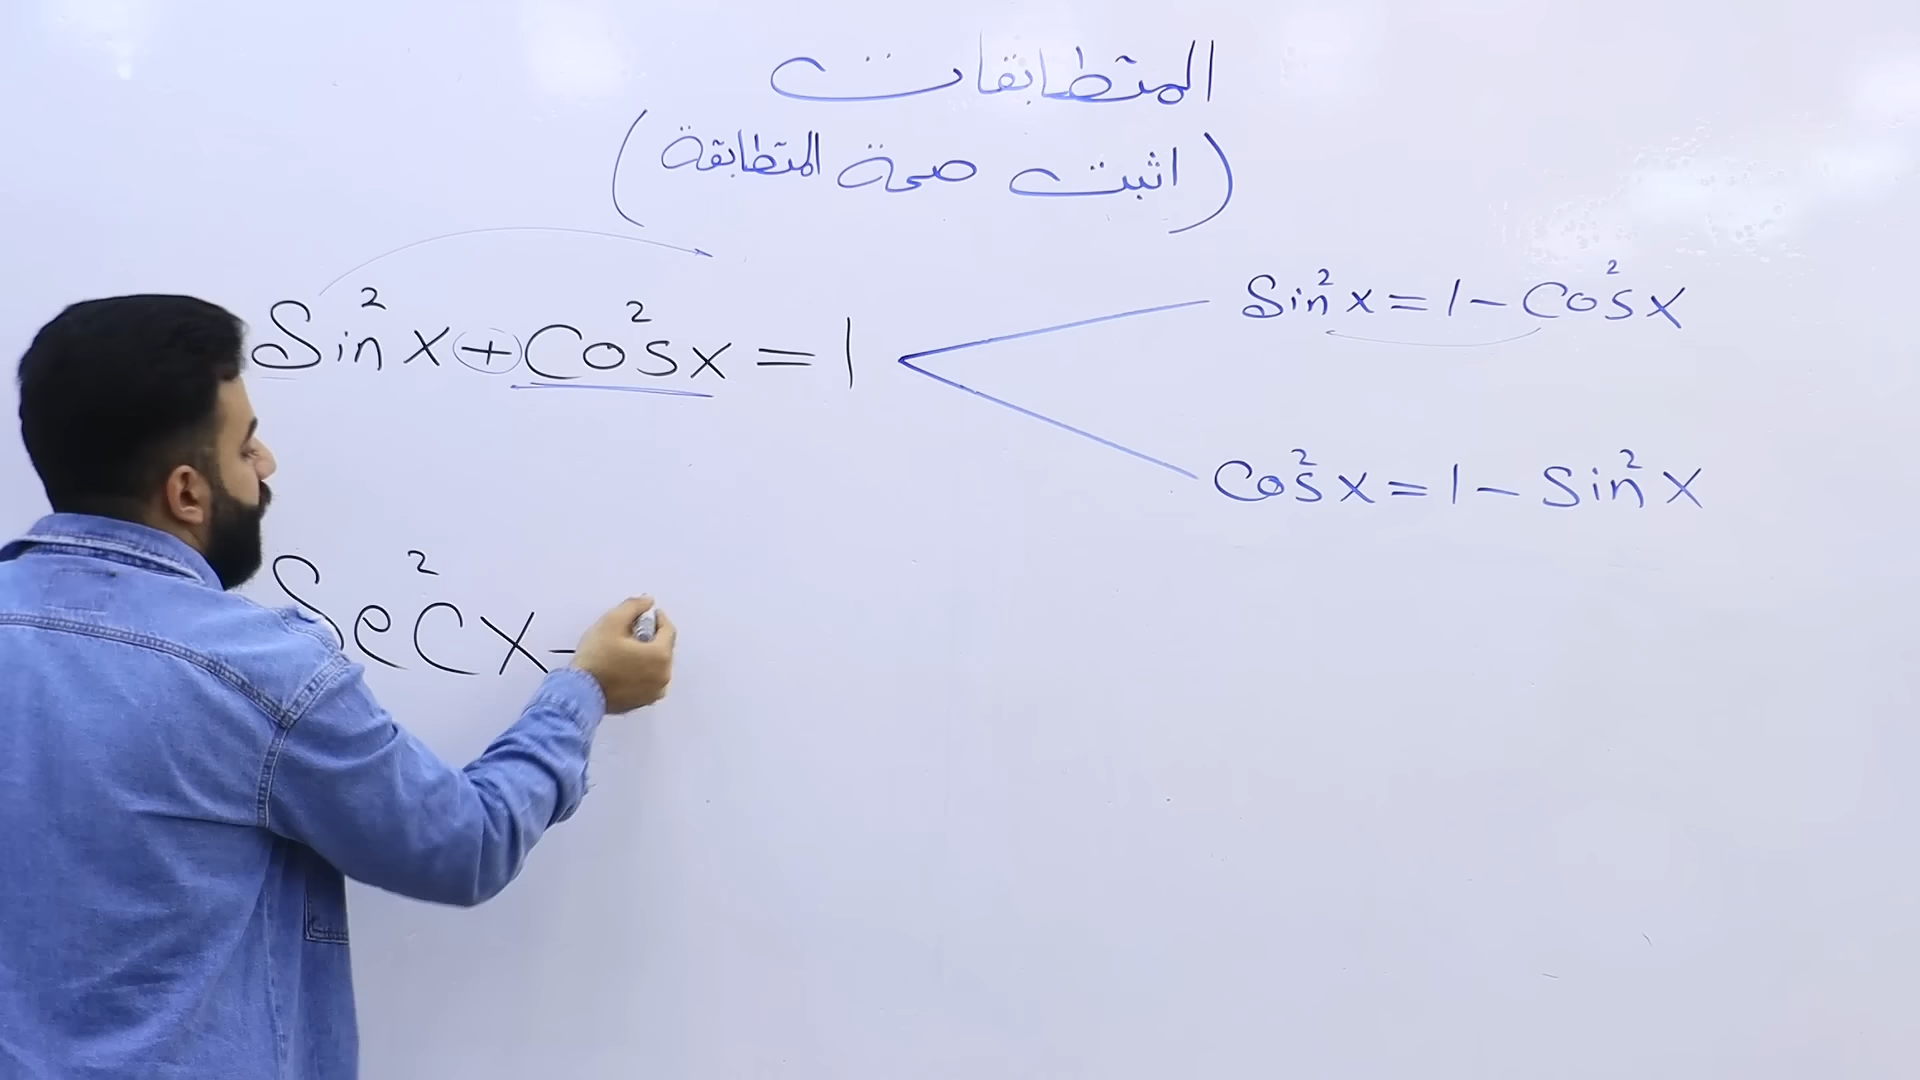 المتطابقات
(اثبت صحة المتطابقة)
Sin²x + Cos²x = 1
Sin²x = 1 - Cos²x
Cos²x = 1 - Sin²x
Sec²x -